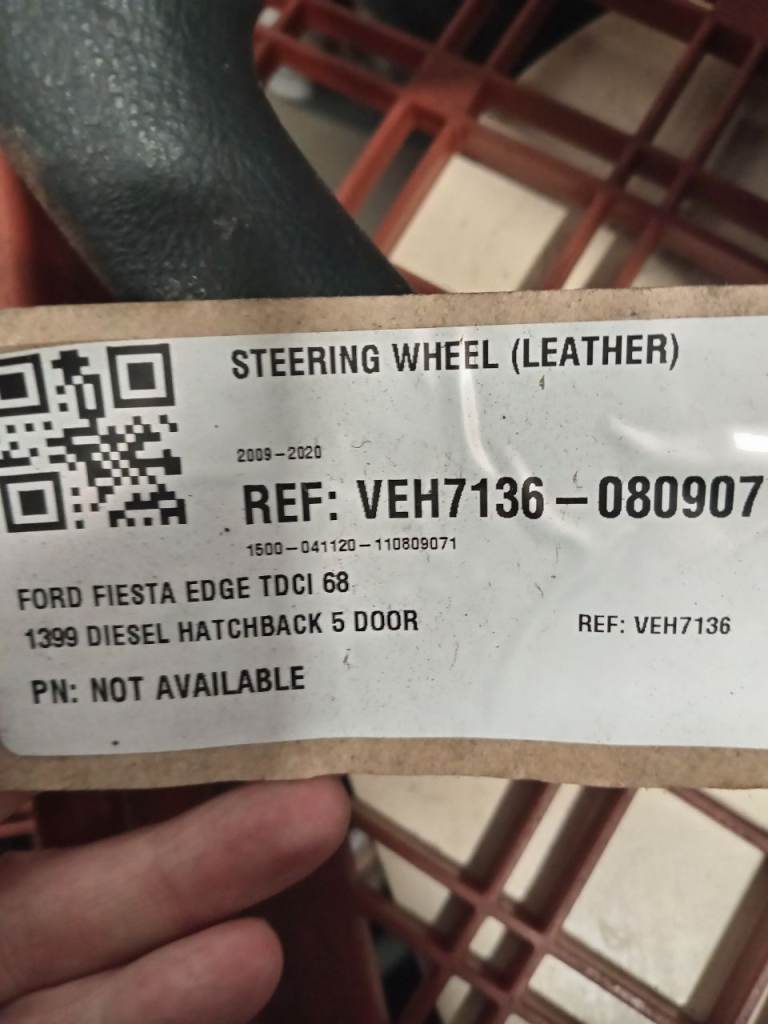 STEERING WHEEL (LEATHER)
2009-2020
REF: VEH7136-080907
1500-041120-110809071
FORD FIESTA EDGE TDCI 68
1399 DIESEL HATCHBACK 5 DOOR
REF: VEH7136
PN: NOT AVAILABLE